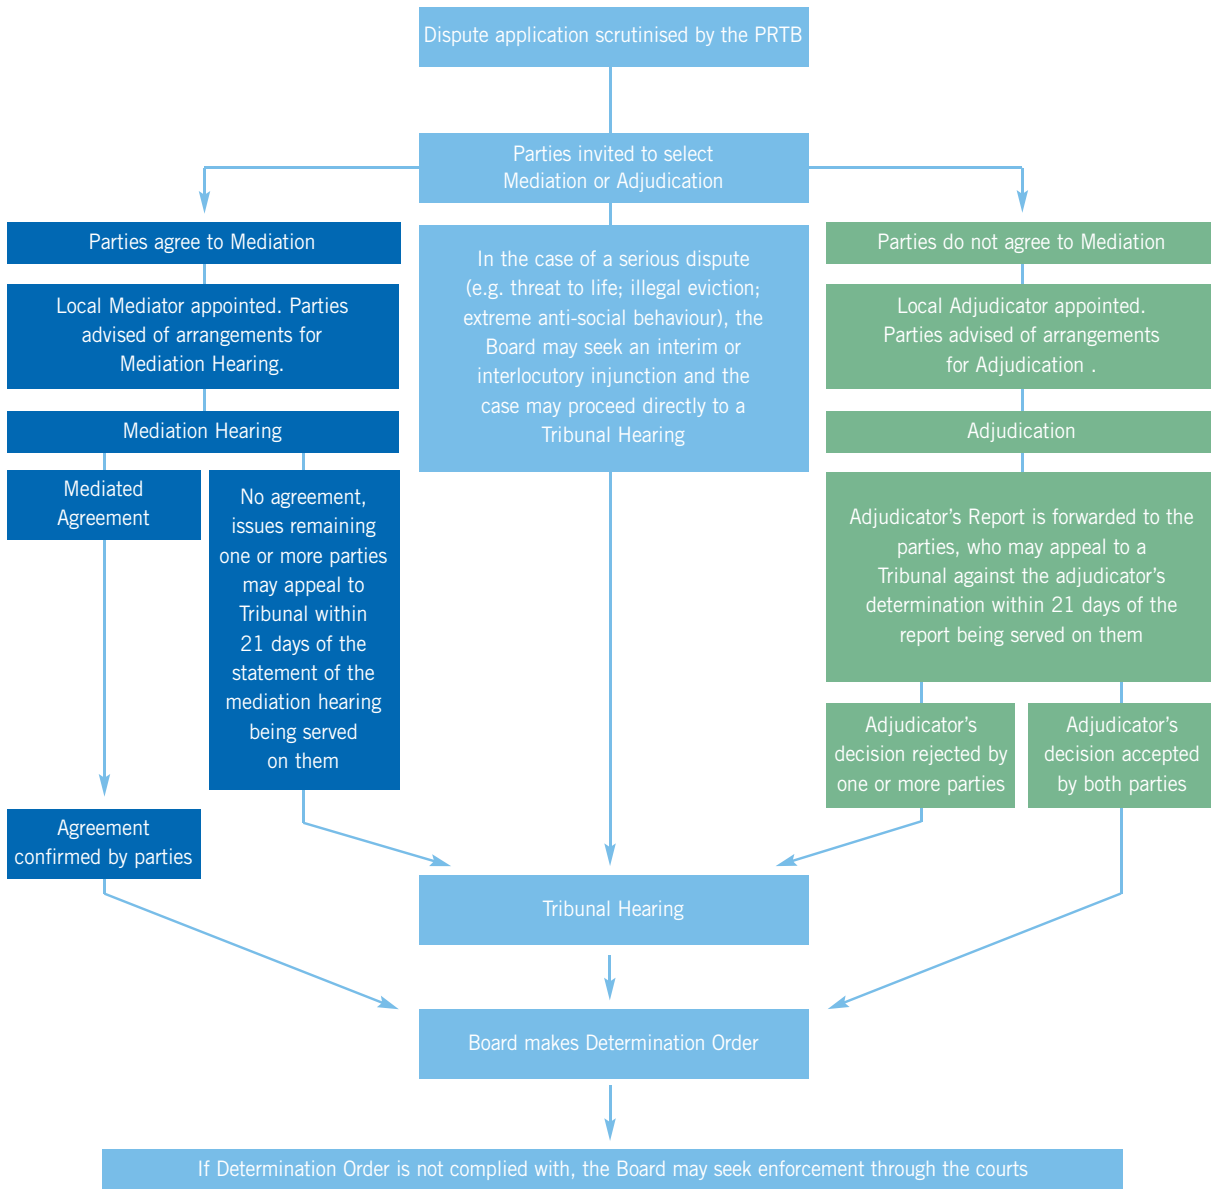 Dispute application scrutinised by the PRTB
Parties invited to select
Mediation or Adjudication
Parties agree to Mediation
Local Mediator appointed. Parties
advised of arrangements for
Mediation Hearing.
Mediation Hearing
Mediated
Agreement
No agreement,
issues remaining
one or more parties
may appeal to
Tribunal within
21 days of the
statement of the
mediation hearing
being served
on them
Agreement
confirmed by parties
In the case of a serious dispute
(e.g. threat to life; illegal eviction;
extreme anti-social behaviour), the
Board may seek an interim or
interlocutory injunction and the
case may proceed directly to a
Tribunal Hearing
Parties do not agree to Mediation
Local Adjudicator appointed.
Parties advised of arrangements
for Adjudication .
Adjudication
Adjudicator’s Report is forwarded to the
parties, who may appeal to a
Tribunal against the adjudicator’s
determination within 21 days of the
report being served on them
Adjudicator’s
decision rejected by
one or more parties
Adjudicator’s
decision accepted
by both parties
Tribunal Hearing
Board makes Determination Order
If Determination Order is not complied with, the Board may seek enforcement through the courts